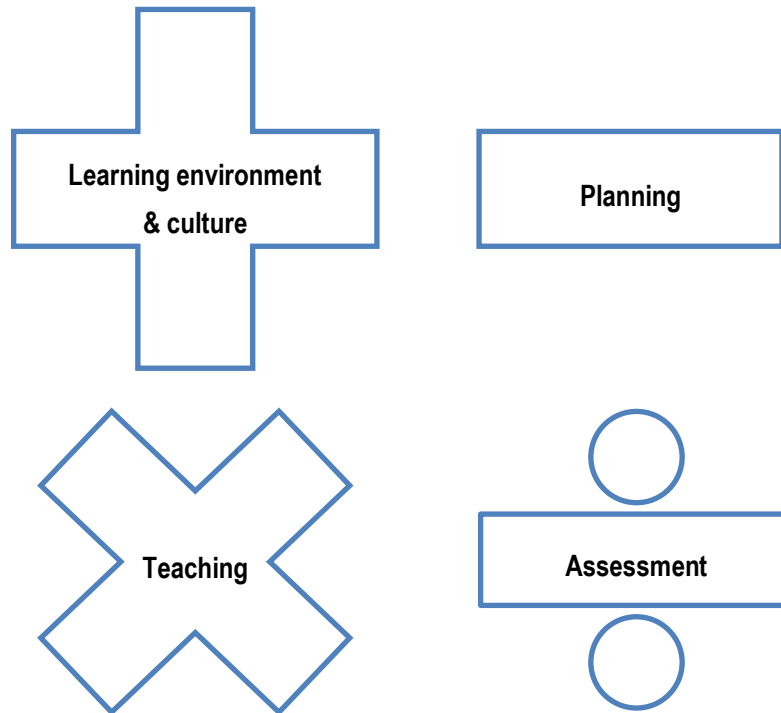 Learning environment
& culture
Planning
Teaching
Assessment